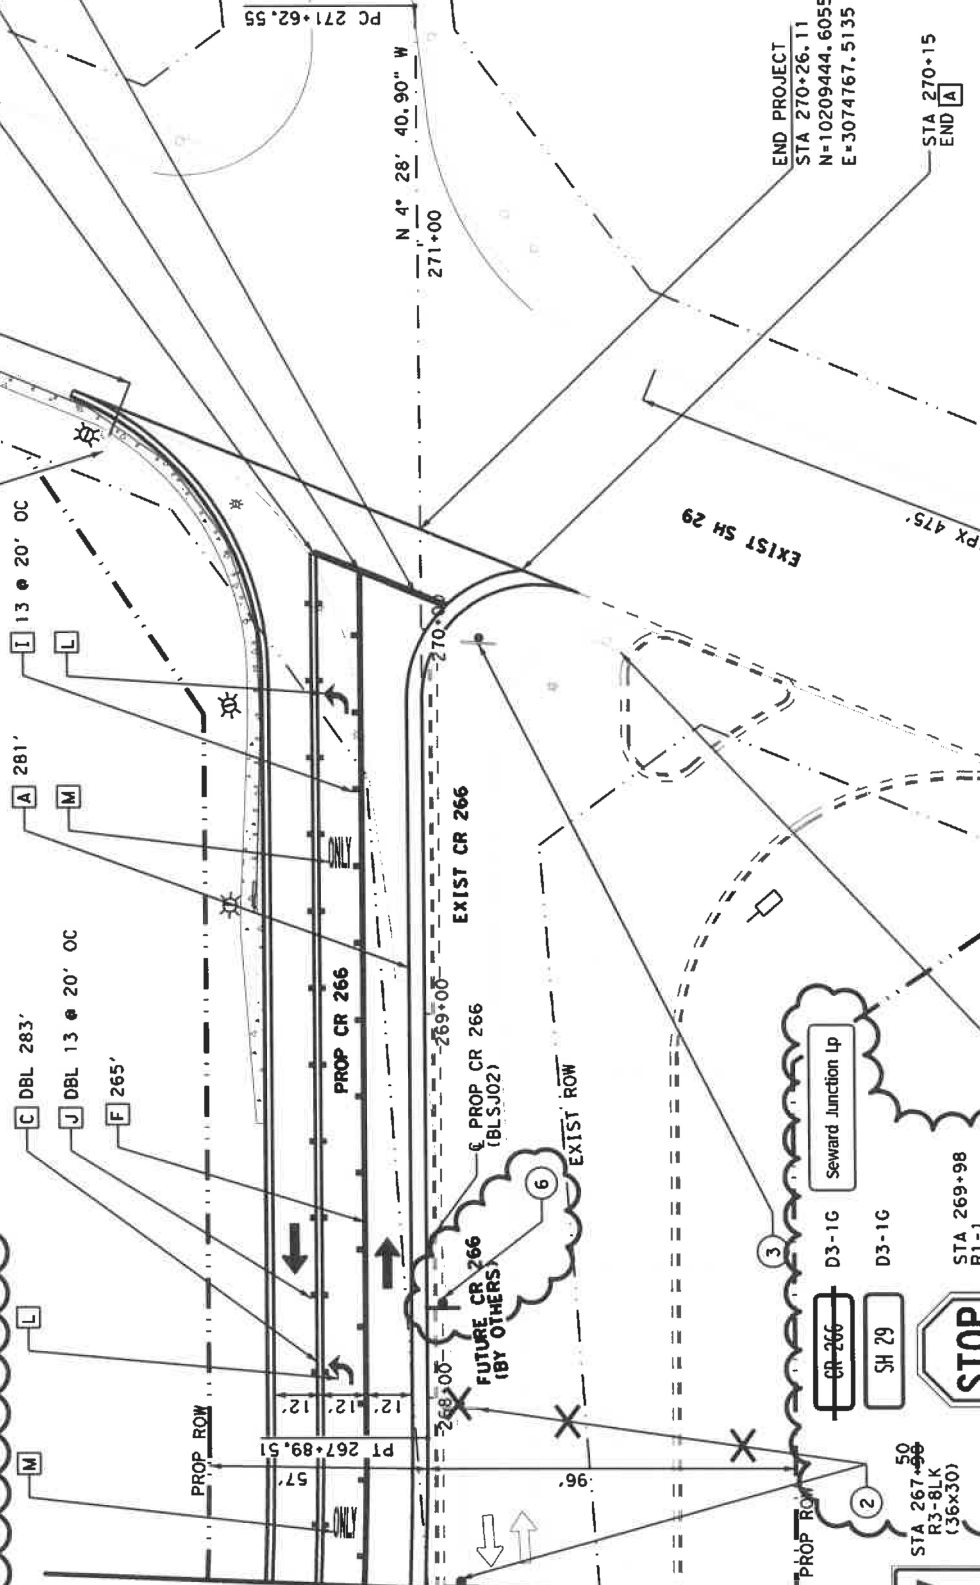 PC 271+62.55
N 4° 28' 40.90" W
271+00
END PROJECT
STA 270+26.11
N=10209444.6055
E=3074767.5135
STA 270+15
END A
I 13 @ 20' OC
L
A 281'
M
C DBL 283'
J DBL 13 @ 20' OC
F 265'
L
M
EXIST SH 29
PX 475'
ONLY
PROP CR 266
EXIST CR 266
269+00
℄ PROP CR 266
(BLSJ02)
EXIST ROW
6
FUTURE CR 266
(BY OTHERS)
268+00
12'
12'
12'
PT 267+89.51
57'
96'
PROP ROW
ONLY
3
Seward Junction Lp
D3-1G
CR 266
D3-1G
SH 29
STA 269+98
R1-1
STOP
2
PROP ROW
50
STA 267+90
R3-8LK
(36x30)